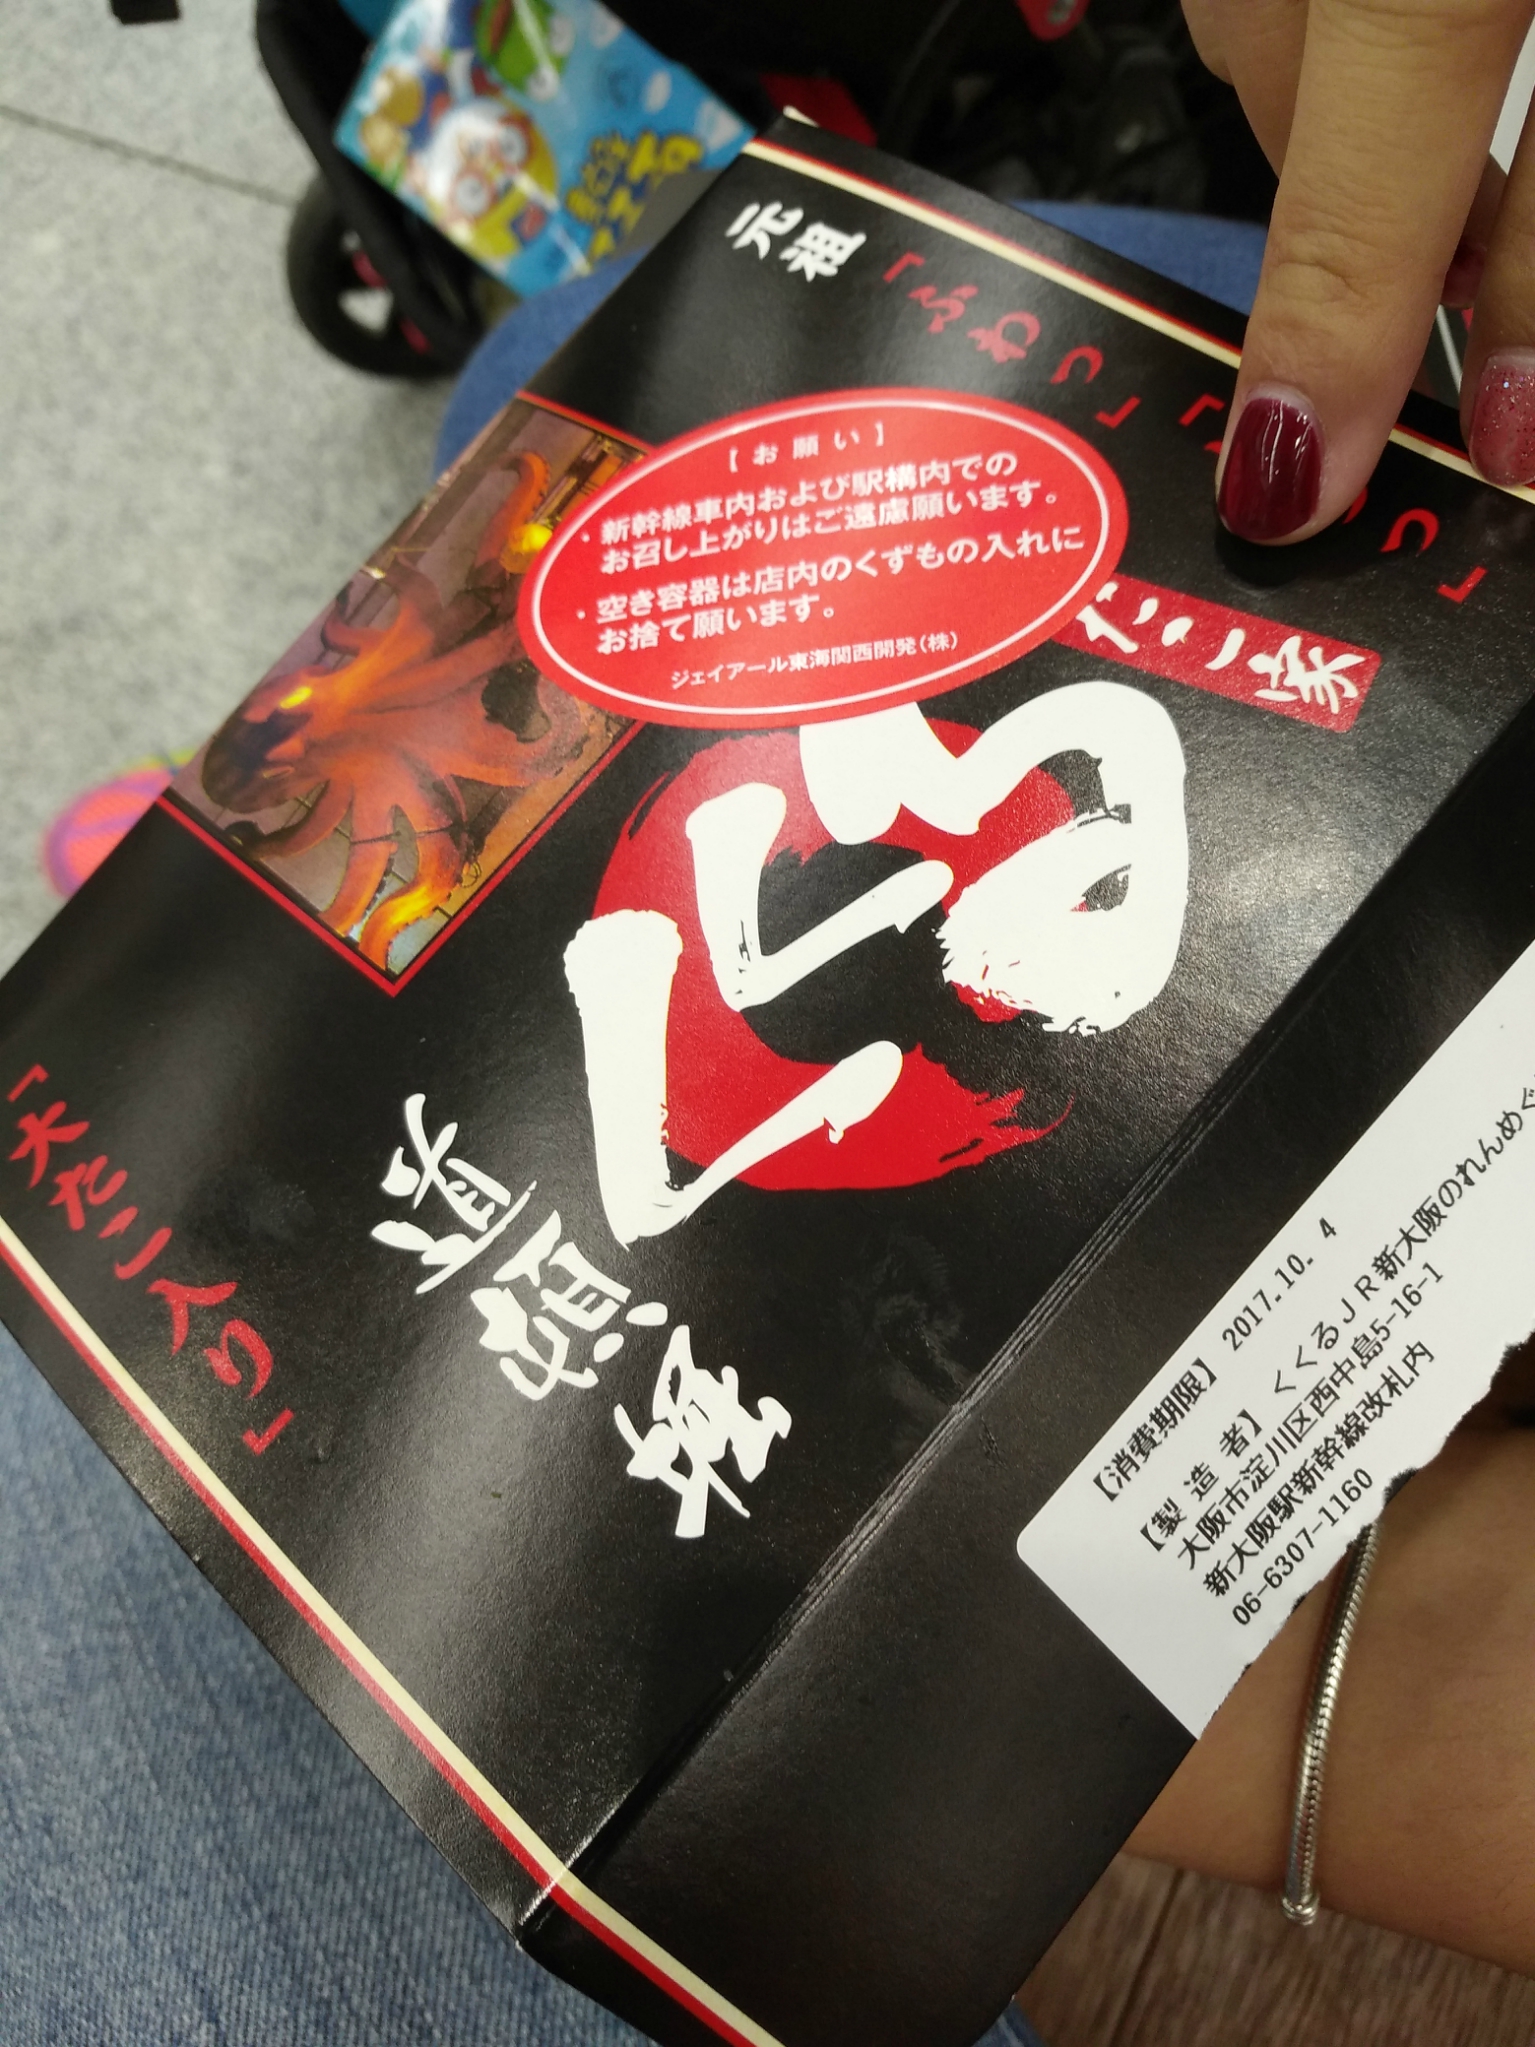 元祖
「ふわっ」「
っ」
【お願い】
・新幹線車内および駅構内での
お召し上がりはご遠慮願います。
・空き容器は店内のくずもの入れに
お捨て願います。
ジェイアール東海関西開発(株)
たこ家
くくる
道頓堀
「大たこ入り」
【消費期限】 2017.10. 4
【製 造 者】 くくるJR新大阪のれんめぐ
大阪市淀川区西中島5-16-1
新大阪駅新幹線改札内
06-6307-1160